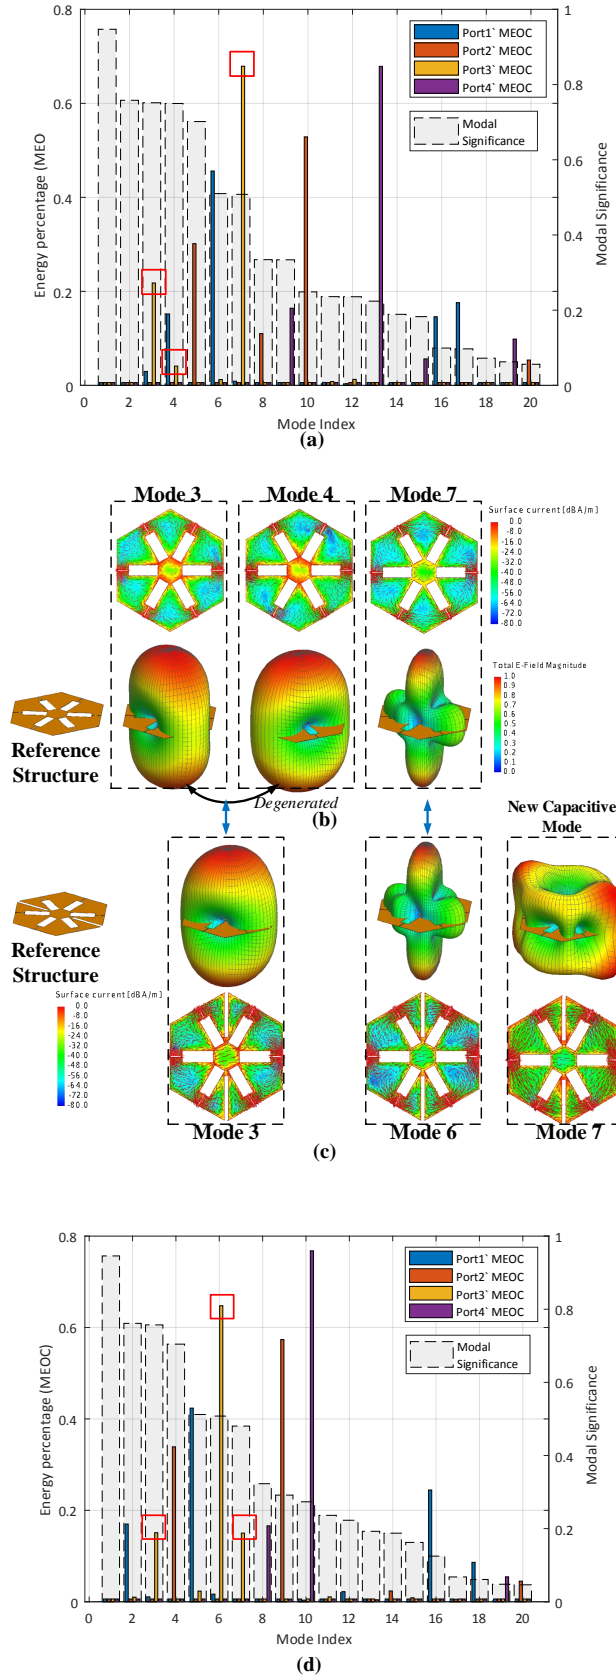 0.8
1
0.6
0.8
0.6
0.4
0.4
0.2
0.2
0
0
Energy percentage (MEO
Modal Significance
Port1` MEOC
Port2` MEOC
Port3` MEOC
Port4` MEOC
Modal
Significance
0 2 4 6 8 10 12 14 16 18 20
Mode Index
(a)
Mode 3 Mode 4 Mode 7
Surface current [dBA/m]
0.0
-8.0
-16.0
-24.0
-32.0
-40.0
-48.0
-56.0
-64.0
-72.0
-80.0
Total E-Field Magnitude
1.0
0.9
0.8
0.7
0.6
0.5
0.4
0.3
0.2
0.1
0.0
Reference
Structure
Degenerated
(b)
New Capacitive
Mode
Reference
Structure
Surface current [dBA/m]
0.0
-8.0
-16.0
-24.0
-32.0
-40.0
-48.0
-56.0
-64.0
-72.0
-80.0
Mode 3 Mode 6 Mode 7
(c)
0.8
1
0.6
0.8
0.6
0.4
0.4
0.2
0.2
0
0
Energy percentage (MEOC)
Modal Significance
Port1` MEOC
Port2` MEOC
Port3` MEOC
Port4` MEOC
Modal
Significance
0 2 4 6 8 10 12 14 16 18 20
Mode Index
(d)